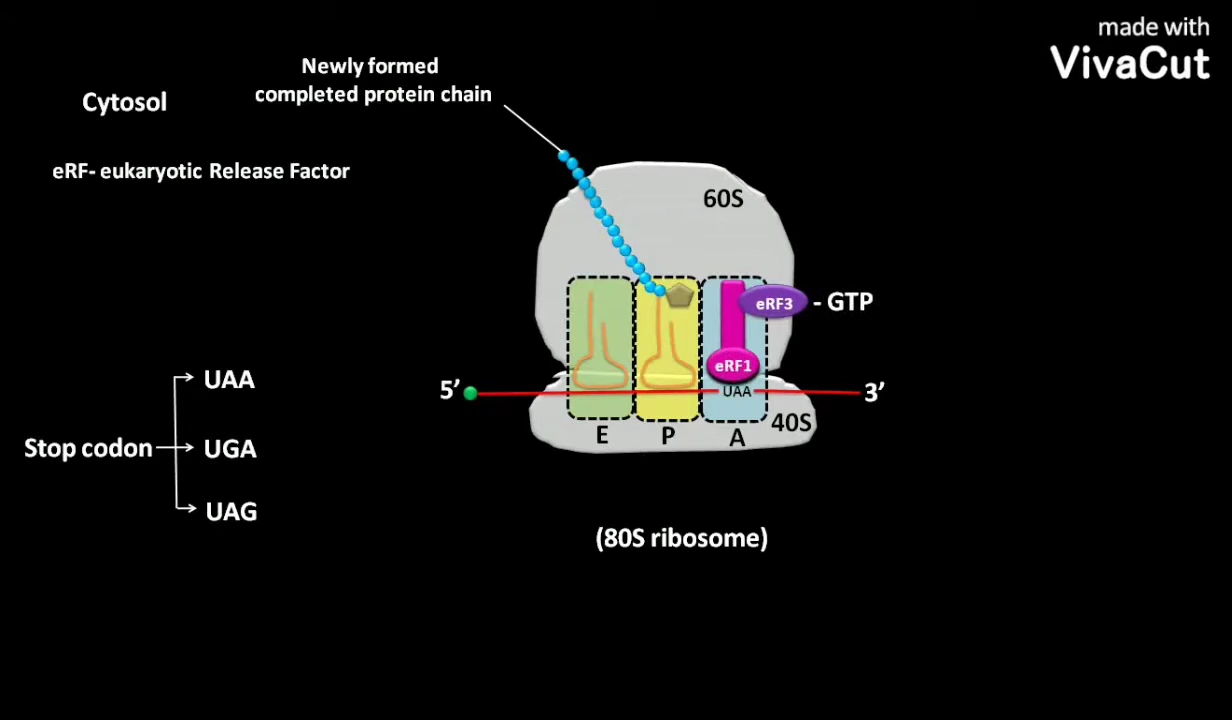 made with
VivaCut
Newly formed
completed protein chain
Cytosol
eRF- eukaryotic Release Factor
60S
eRF3
- GTP
eRF1
5’
UAA
3’
40S
E
P
A
Stop codon
UAA
UGA
UAG
(80S ribosome)